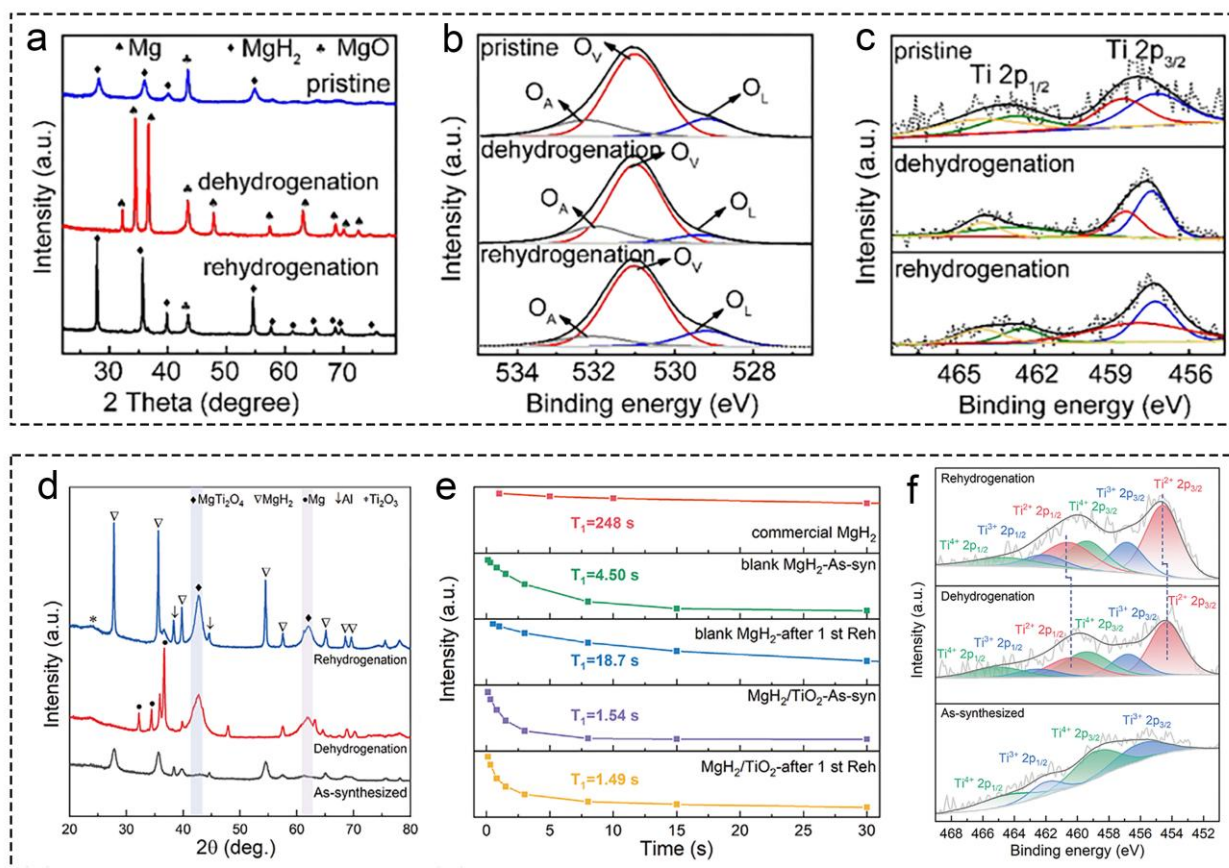 a
♠Mg ♦MgH2 ♣MgO
pristine
dehydrogenation
rehydrogenation
Intensity (a.u.)
30 40 50 60 70
2 Theta (degree)
b
pristine
OV
OA
OL
dehydrogenation
OV
OA
OL
rehydrogenation
OV
OA
OL
Intensity (a.u.)
534 532 530 528
Binding energy (eV)
c
pristine
Ti 2p1/2
Ti 2p3/2
dehydrogenation
rehydrogenation
Intensity (a.u.)
465 462 459 456
Binding energy (eV)
d
♦MgTi2O4 ▽MgH2 •Mg ↓Al *Ti2O3
Rehydrogenation
Dehydrogenation
As-synthesized
Intensity (a.u.)
20 30 40 50 60 70 80
2θ (deg.)
e
T1=248 s
commercial MgH2
T1=4.50 s
blank MgH2-As-syn
T1=18.7 s
blank MgH2-after 1 st Reh
T1=1.54 s
MgH2/TiO2-As-syn
T1=1.49 s
MgH2/TiO2-after 1 st Reh
Intensity (a.u.)
0 5 10 15 20 25 30
Time (s)
f
Rehydrogenation
Ti4+ 2p1/2
Ti3+ 2p1/2
Ti2+ 2p1/2
Ti4+ 2p3/2
Ti3+ 2p3/2
Ti2+ 2p3/2
Dehydrogenation
Ti4+ 2p1/2
Ti3+ 2p1/2
Ti2+ 2p1/2
Ti4+ 2p3/2
Ti3+ 2p3/2
Ti2+ 2p3/2
As-synthesized
Ti4+ 2p1/2
Ti3+ 2p1/2
Ti4+ 2p3/2
Ti3+ 2p3/2
Intensity (a.u.)
468 466 464 462 460 458 456 454 452
Binding energy (eV)